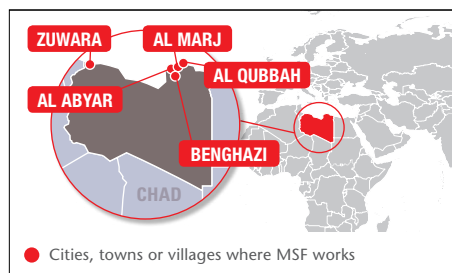 ZUWARA
AL MARJ
AL QUBBAH
AL ABYAR
BENGHAZI
CHAD
Cities, towns or villages where MSF works